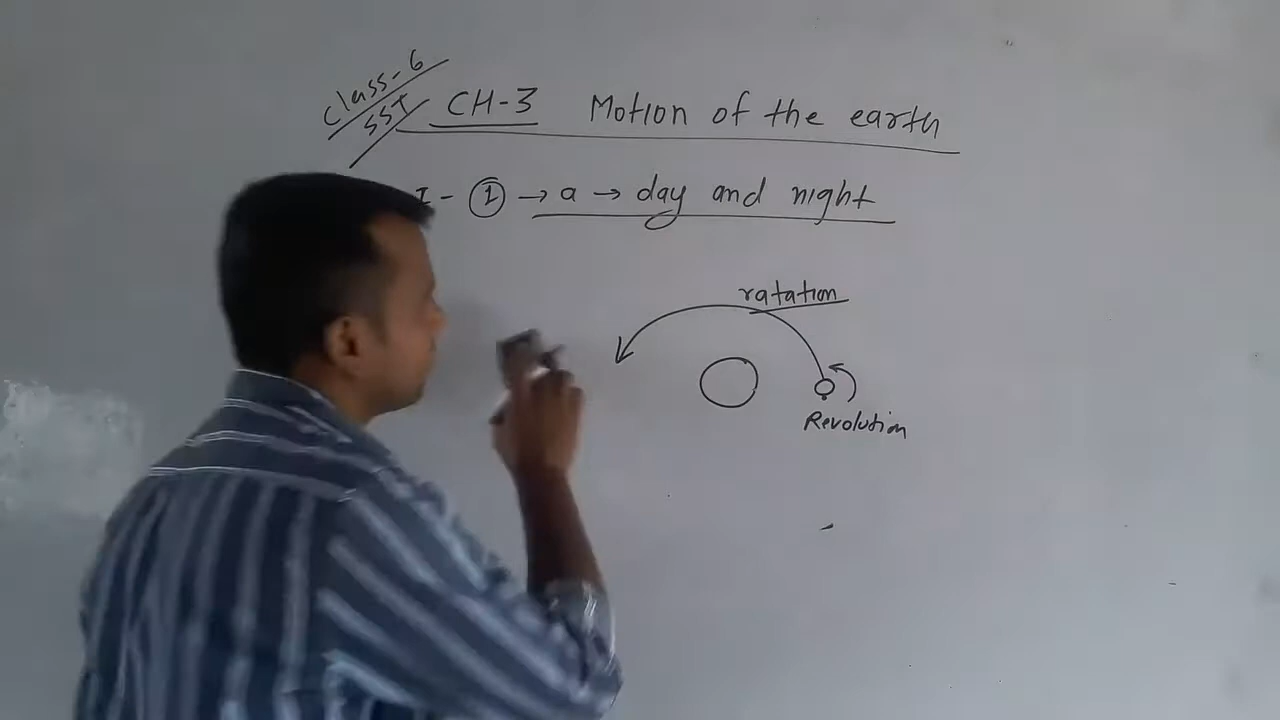 Class-6
SST
CH-3 Motion of the earth
I - 1 → a → day and night
ratation
Revolution